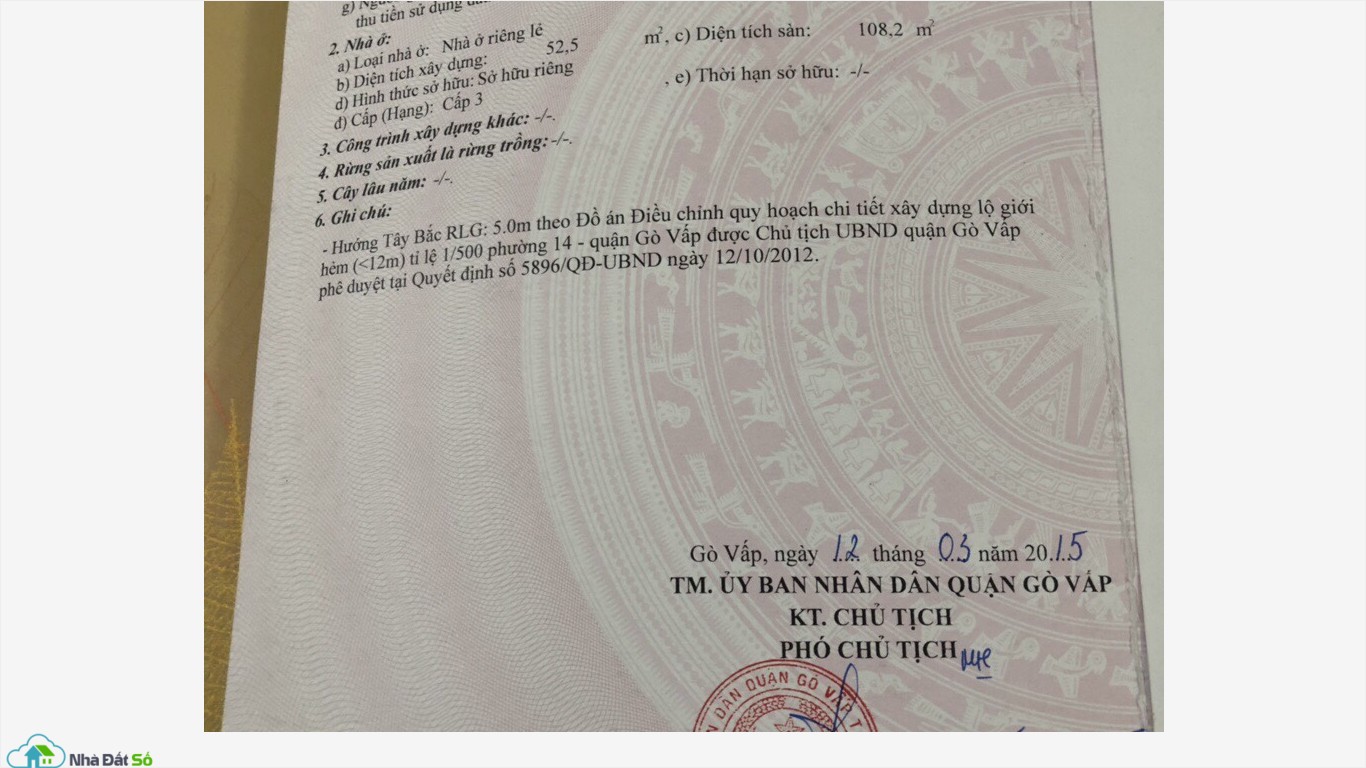 g)
thu tiền sử dụng
2. Nhà ở:
a) Loại nhà ở: Nhà ở riêng lẻ
b) Diện tích xây dựng: 52,5 m², c) Diện tích sàn: 108,2 m²
d) Hình thức sở hữu: Sở hữu riêng , e) Thời hạn sở hữu: -/-
đ) Cấp (Hạng): Cấp 3
3. Công trình xây dựng khác: -/-.
4. Rừng sản xuất là rừng trồng: -/-.
5. Cây lâu năm: -/-.
6. Ghi chú:
- Hướng Tây Bắc RLG: 5.0m theo Đồ án Điều chỉnh quy hoạch chi tiết xây dựng lộ giới
hẻm (<12m) tỉ lệ 1/500 phường 14 - quận Gò Vấp được Chủ tịch UBND quận Gò Vấp
phê duyệt tại Quyết định số 5896/QĐ-UBND ngày 12/10/2012.
Gò Vấp, ngày 12 tháng 03 năm 20.15
TM. ỦY BAN NHÂN DÂN QUẬN GÒ VẤP
KT. CHỦ TỊCH
PHÓ CHỦ TỊCH
DÂN QUẬN GÒ VẤP T
Nhà Đất Số